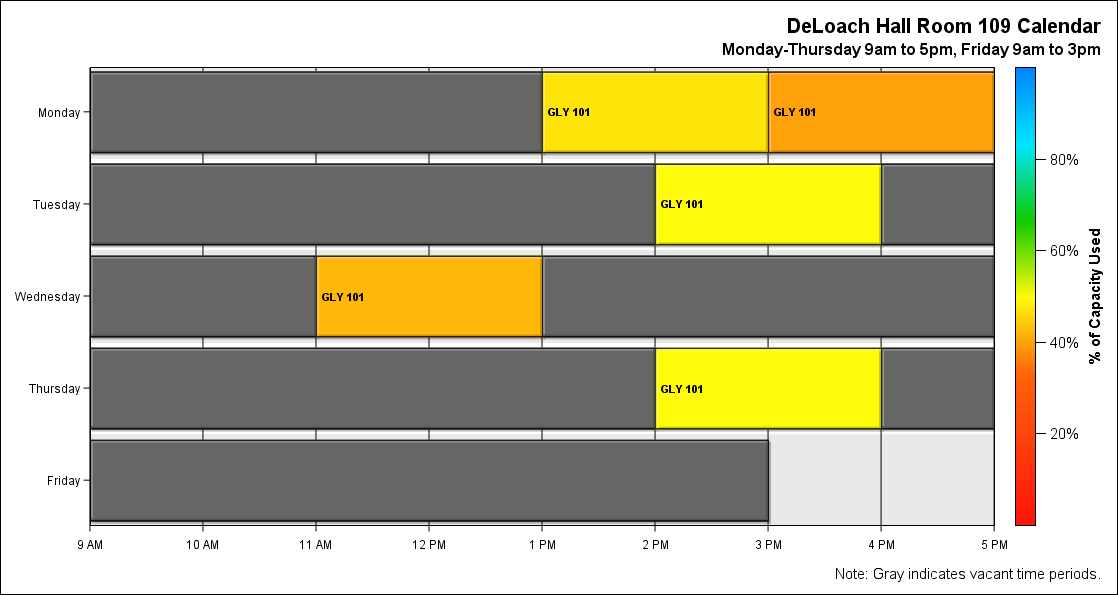 DeLoach Hall Room 109 Calendar
Monday-Thursday 9am to 5pm, Friday 9am to 3pm
Monday
GLY 101
GLY 101
Tuesday
GLY 101
Wednesday
GLY 101
Thursday
GLY 101
Friday
9 AM
10 AM
11 AM
12 PM
1 PM
2 PM
3 PM
4 PM
5 PM
80%
60%
40%
20%
% of Capacity Used
Note: Gray indicates vacant time periods.